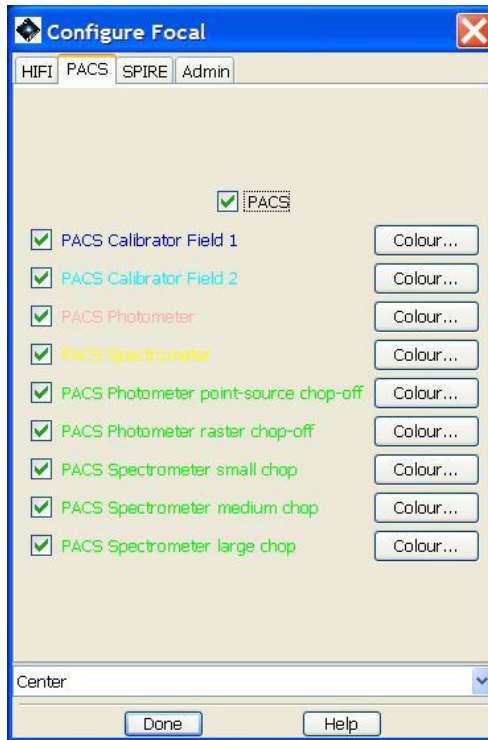 Configure Focal
HIFI PACS SPIRE Admin
PACS
PACS Calibrator Field 1 Colour...
PACS Calibrator Field 2 Colour...
PACS Photometer Colour...
PACS Spectrometer Colour...
PACS Photometer point-source chop-off Colour...
PACS Photometer raster chop-off Colour...
PACS Spectrometer small chop Colour...
PACS Spectrometer medium chop Colour...
PACS Spectrometer large chop Colour...
Center
Done Help